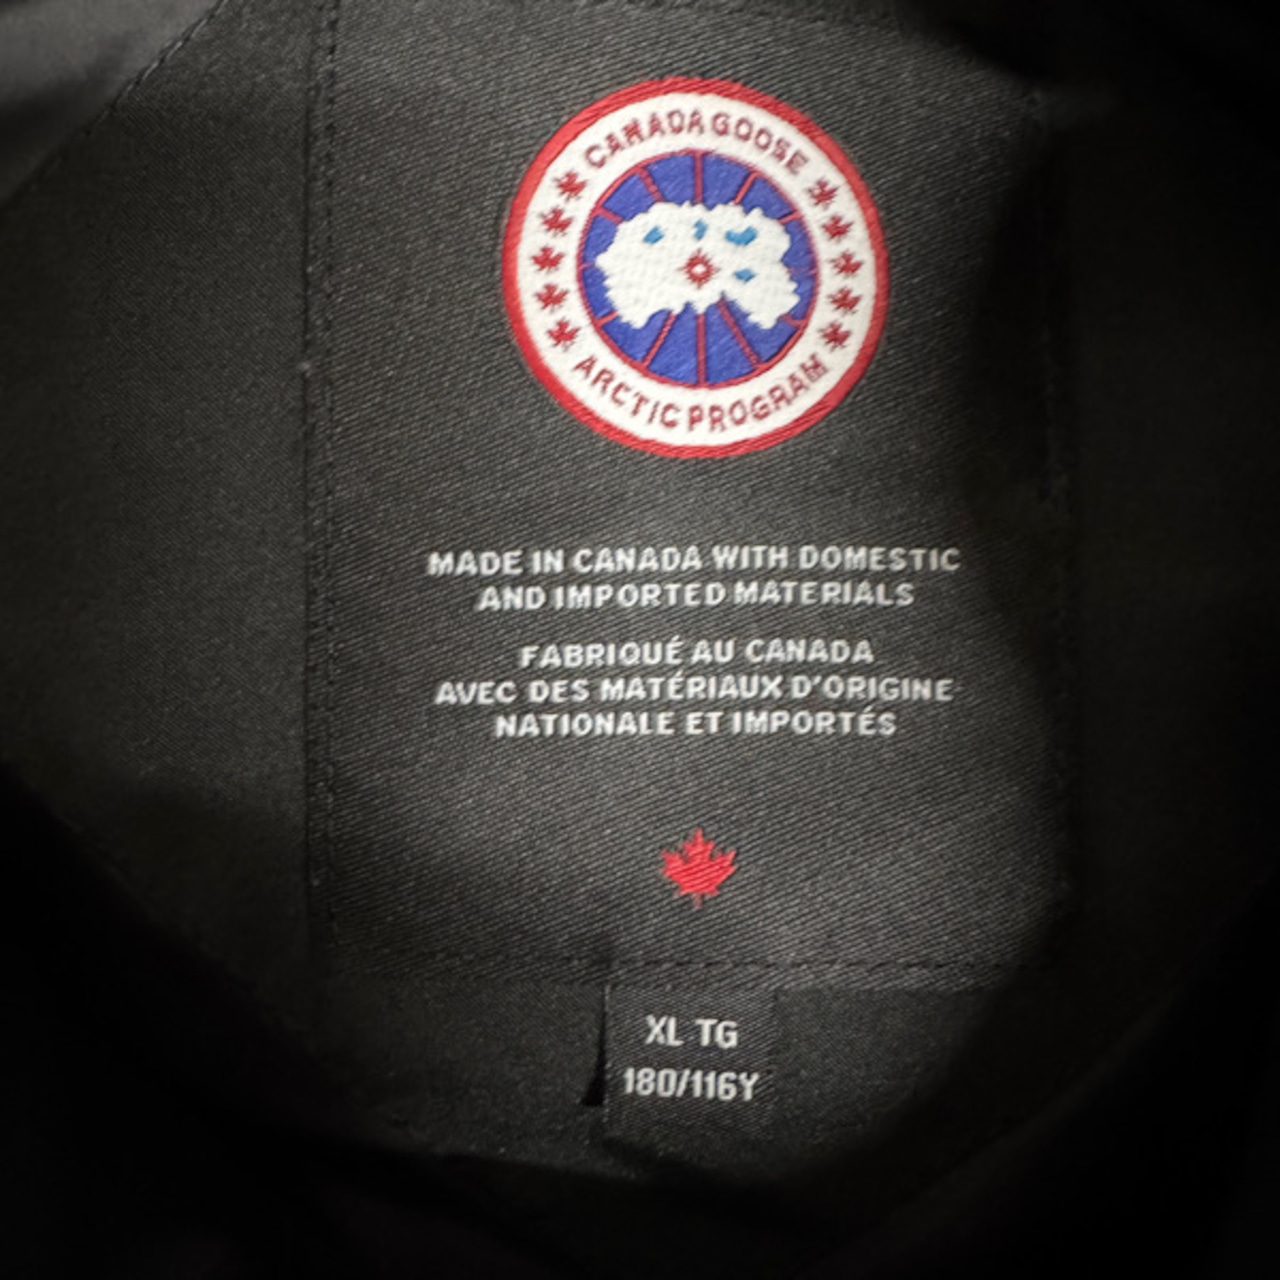 CANADA GOOSE
ARCTIC PROGRAM
MADE IN CANADA WITH DOMESTIC
AND IMPORTED MATERIALS
FABRIQUÉ AU CANADA
AVEC DES MATÉRIAUX D'ORIGINE
NATIONALE ET IMPORTÉS
XL TG
180/116Y